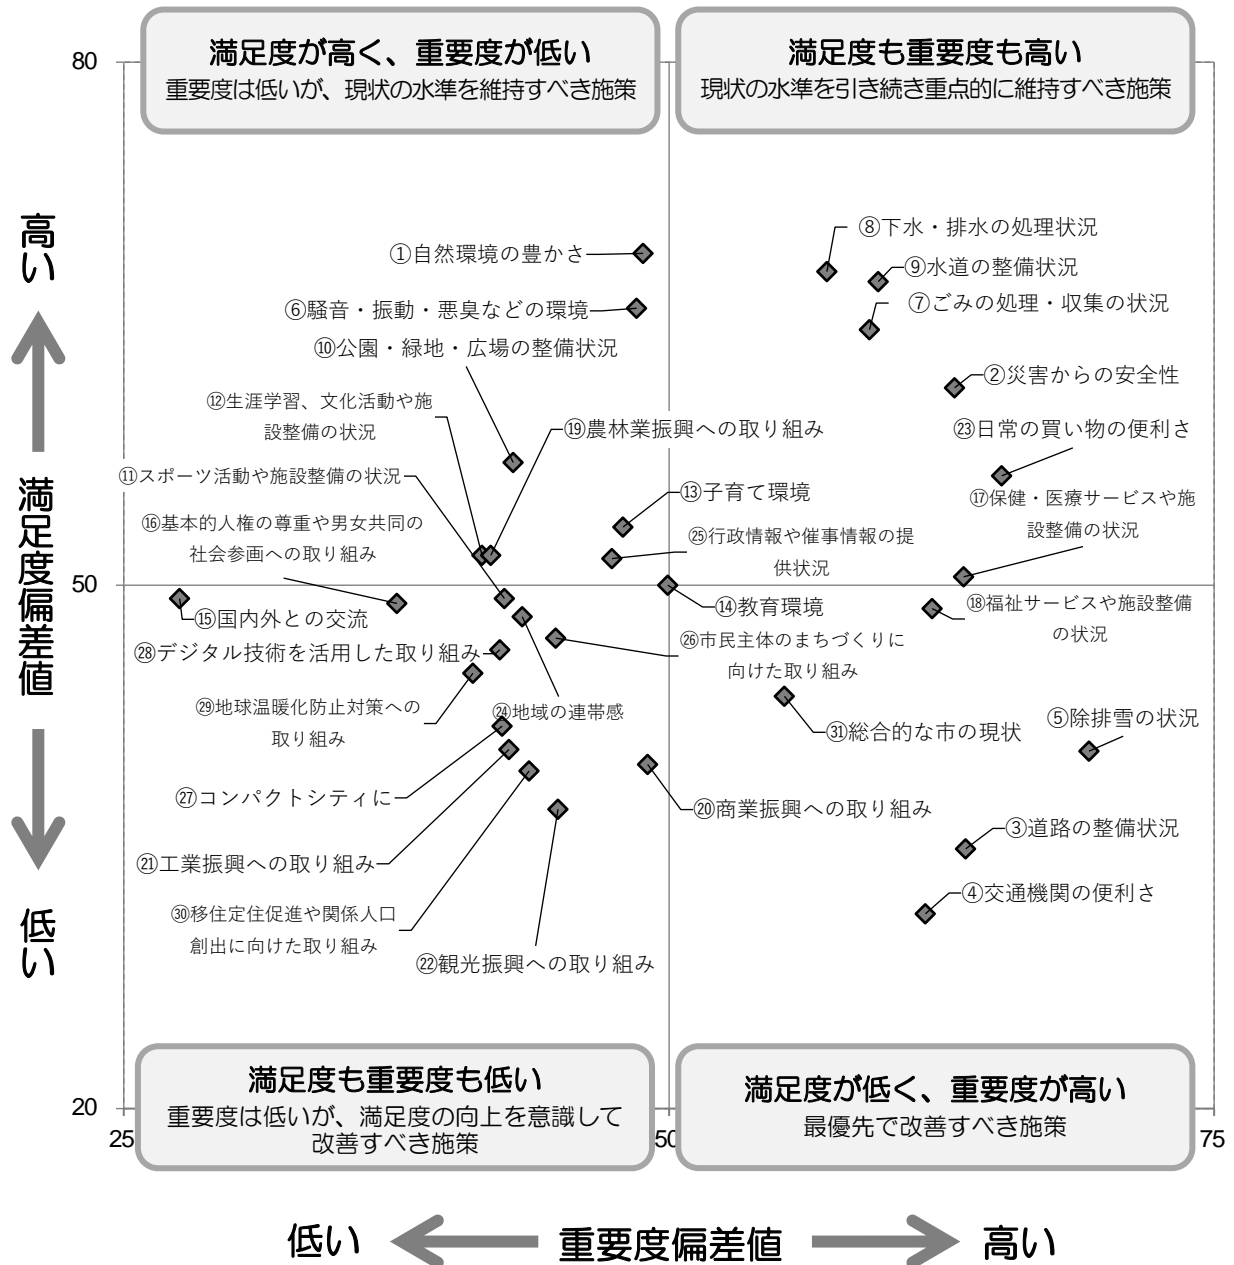 満足度が高く、重要度が低い
重要度は低いが、現状の水準を維持すべき施策
満足度も重要度も高い
現状の水準を引き続き重点的に維持すべき施策
80
高い
満足度偏差値
低い
①自然環境の豊かさ
⑧下水・排水の処理状況
⑨水道の整備状況
⑥騒音・振動・悪臭などの環境
⑦ごみの処理・収集の状況
⑩公園・緑地・広場の整備状況
②災害からの安全性
⑫生涯学習、文化活動や施
設整備の状況
⑲農林業振興への取り組み
㉓日常の買い物の便利さ
⑪スポーツ活動や施設整備の状況
⑬子育て環境
⑰保健・医療サービスや施
設整備の状況
⑯基本的人権の尊重や男女共同の
社会参画への取り組み
㉕行政情報や催事情報の提
供状況
50
⑮国内外との交流
⑭教育環境
⑱福祉サービスや施設整備
の状況
㉘デジタル技術を活用した取り組み
㉖市民主体のまちづくりに
向けた取り組み
㉙地球温暖化防止対策への
取り組み
㉔地域の連帯感
㉛総合的な市の現状
⑤除排雪の状況
㉗コンパクトシティに
⑳商業振興への取り組み
③道路の整備状況
㉑工業振興への取り組み
④交通機関の便利さ
㉚移住定住促進や関係人口
創出に向けた取り組み
㉒観光振興への取り組み
満足度も重要度も低い
重要度は低いが、満足度の向上を意識して
改善すべき施策
満足度が低く、重要度が高い
最優先で改善すべき施策
20
25
50
75
低い
重要度偏差値
高い